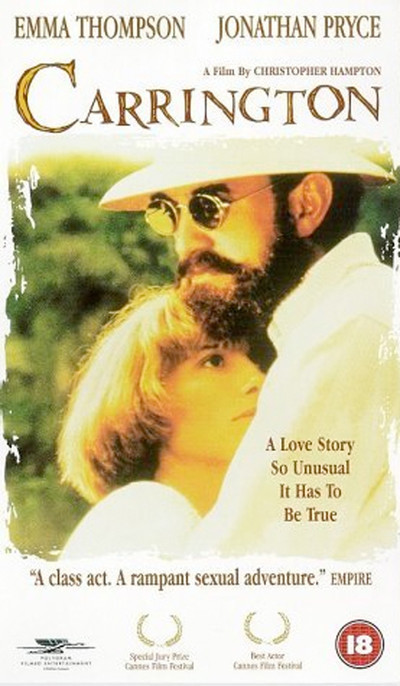 EMMA THOMPSON JONATHAN PRYCE
A Film By CHRISTOPHER HAMPTON
CARRINGTON
A Love Story
So Unusual
It Has To
Be True
"A class act. A rampant sexual adventure." EMPIRE
POLYGRAM
FILMED ENTERTAINMENT
Special Jury Prize
Cannes Film Festival
Best Actor
Cannes Film Festival
18